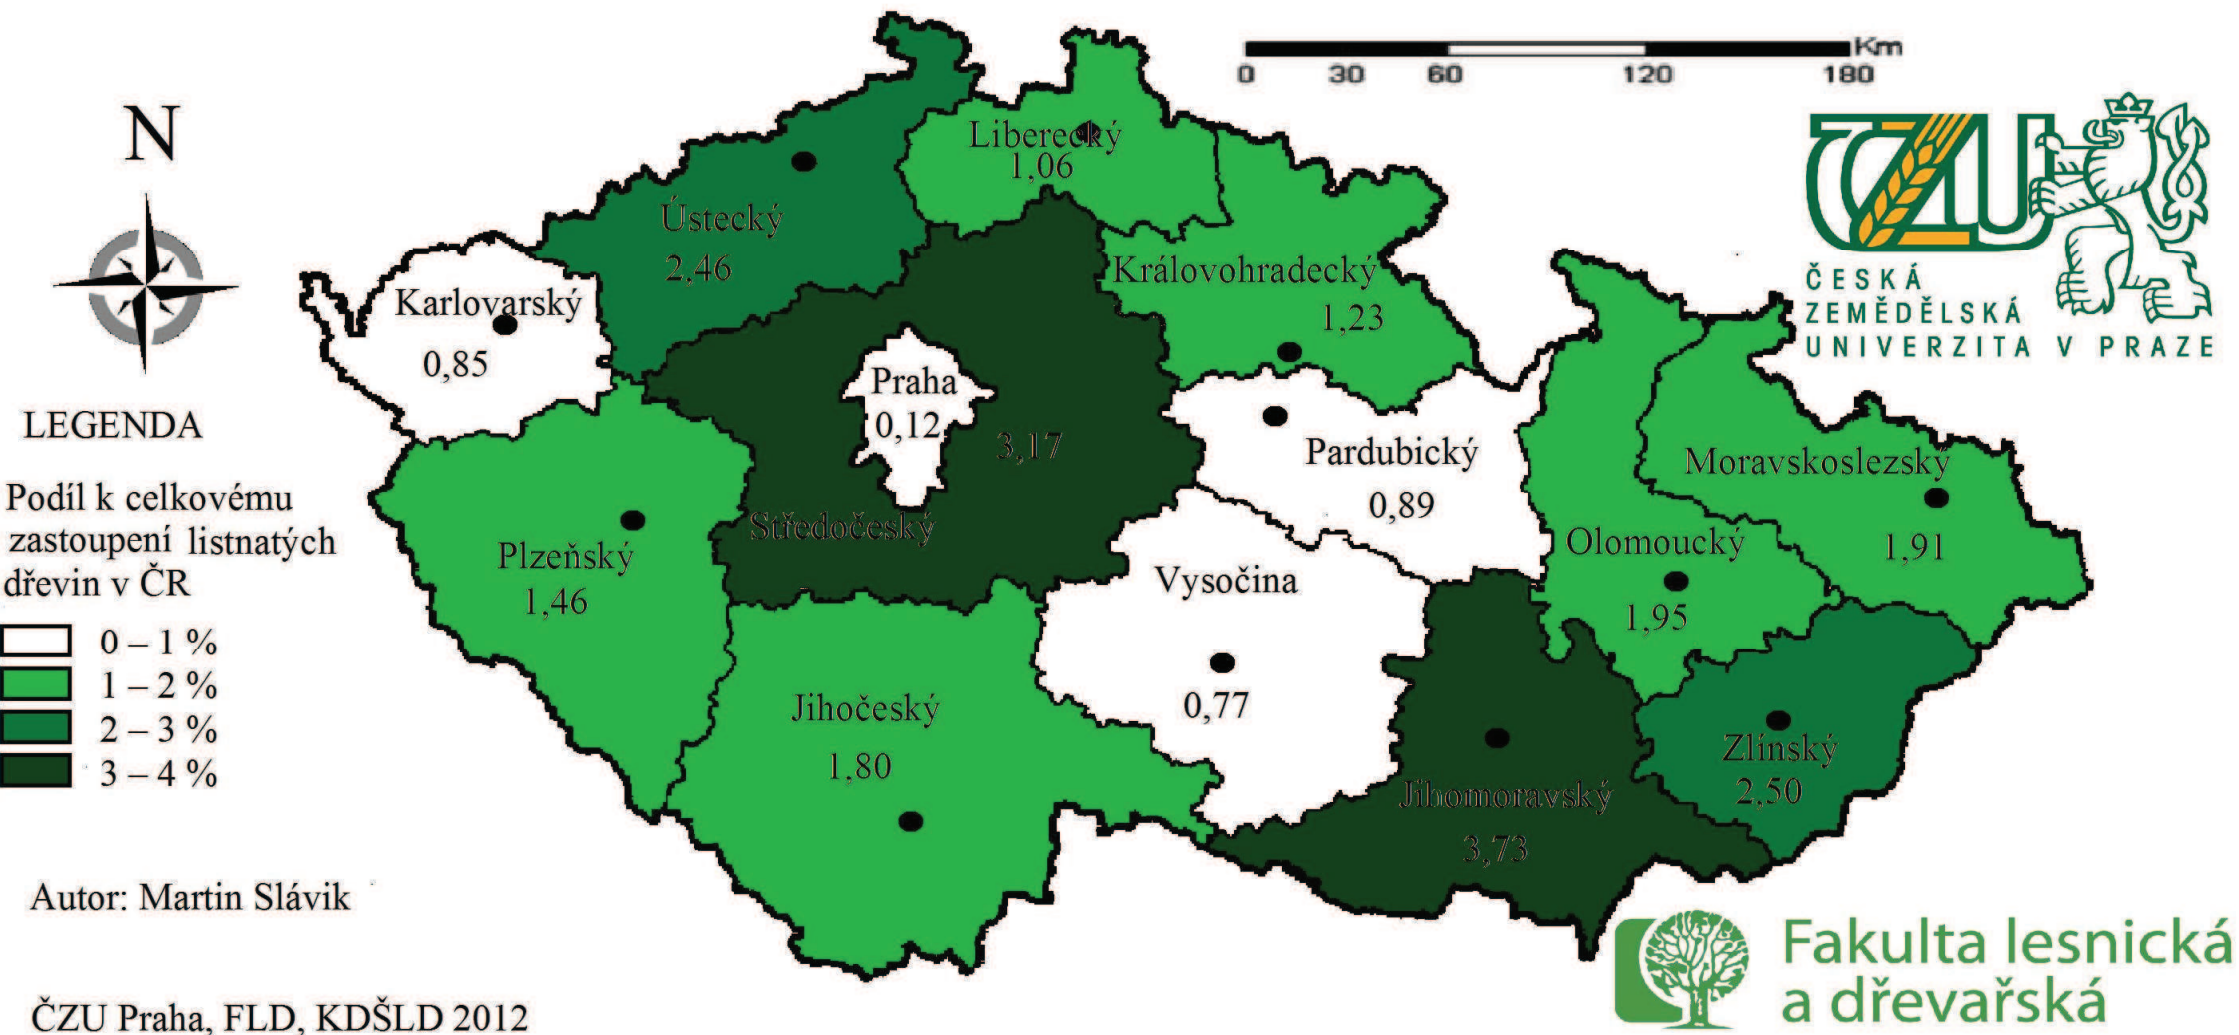 Km
0 30 60 120 180
N
ČZU
ČESKÁ
ZEMĚDĚLSKÁ
UNIVERZITA V PRAZE
Liberecký
1,06
Ústecký
2,46
Královohradecký
1,23
Karlovarský
0,85
Praha
0,12
3,17
Středočeský
Pardubický
0,89
Moravskoslezský
1,91
Olomoucký
1,95
Plzeňský
1,46
Vysočina
0,77
Jihočeský
1,80
Jihomoravský
3,73
Zlínský
2,50
LEGENDA
Podíl k celkovému
zastoupení listnatých
dřevin v ČR
0 – 1 %
1 – 2 %
2 – 3 %
3 – 4 %
Autor: Martin Slávik
ČZU Praha, FLD, KDŠLD 2012
Fakulta lesnická
a dřevařská